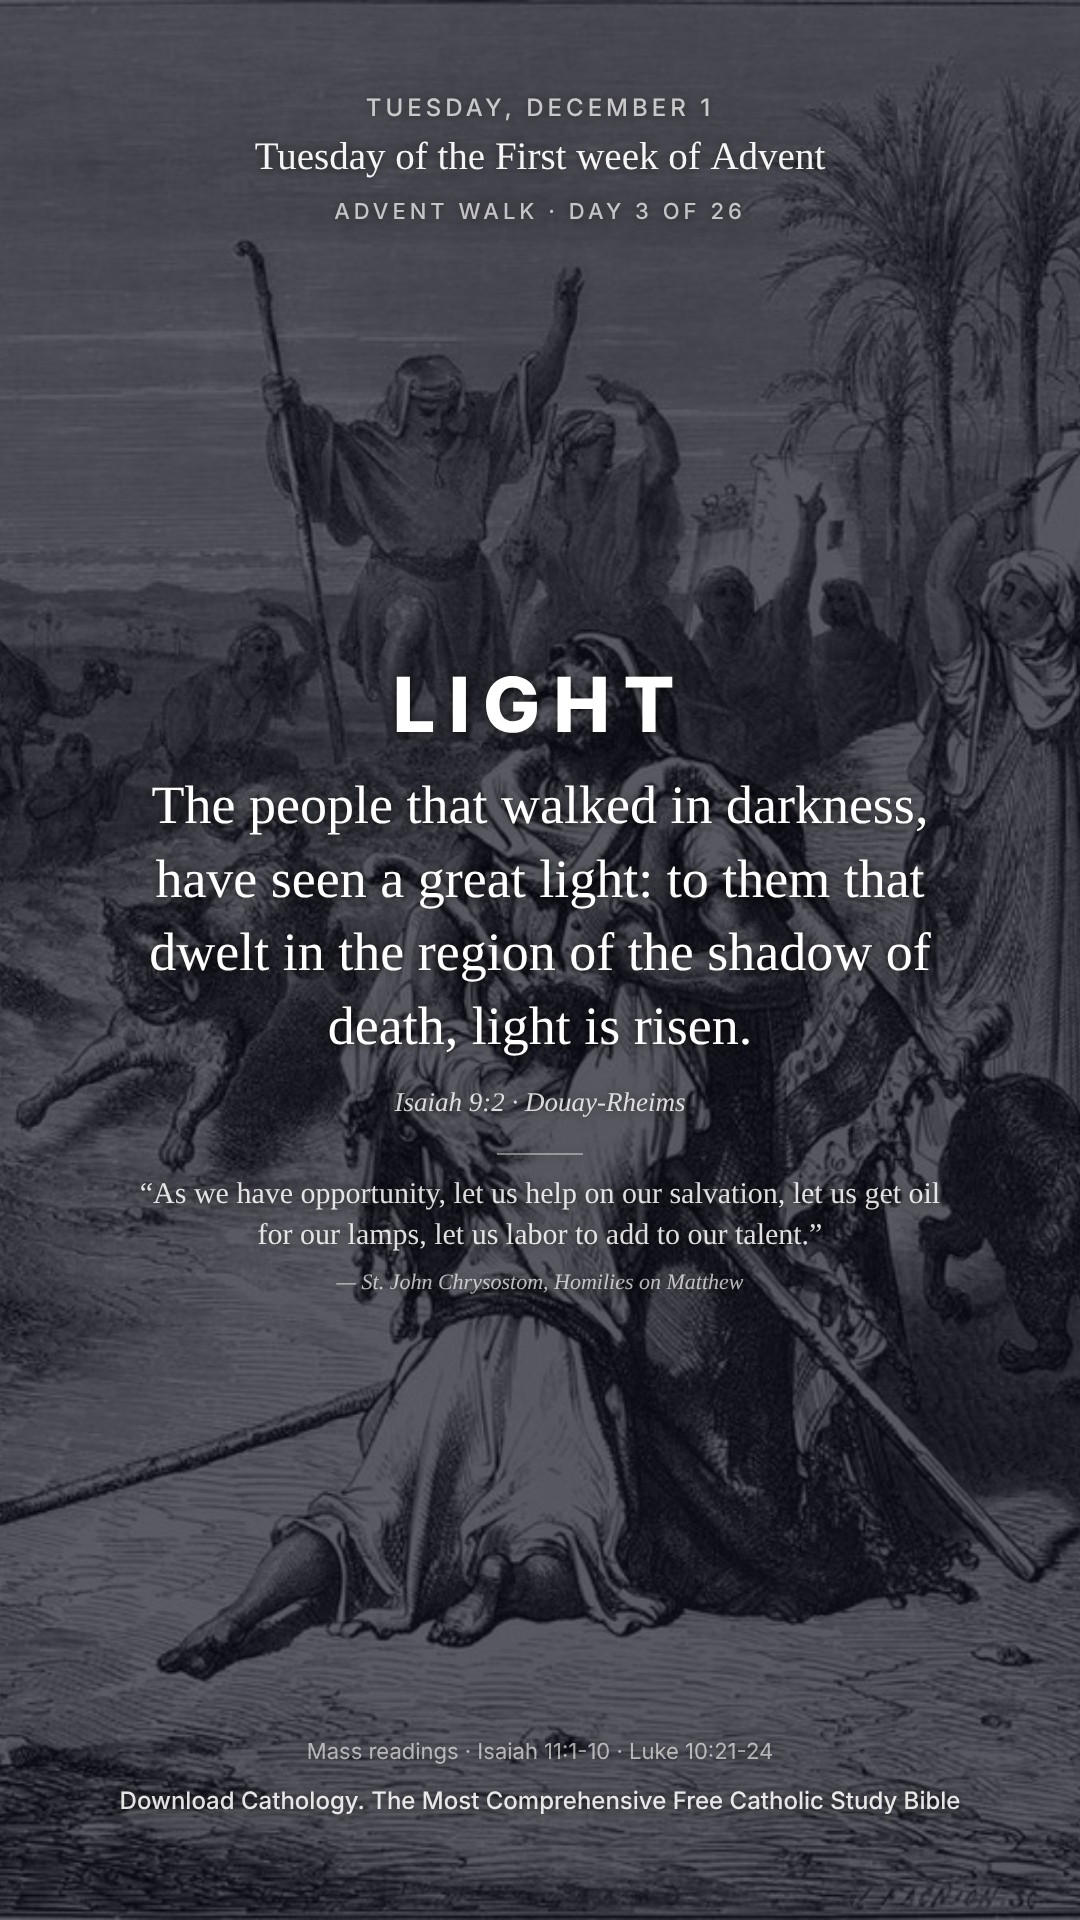 TUESDAY, DECEMBER 1
Tuesday of the First week of Advent
ADVENT WALK · DAY 3 OF 26
LIGHT
The people that walked in darkness,
have seen a great light: to them that
dwelt in the region of the shadow of
death, light is risen.
Isaiah 9:2 · Douay-Rheims
“As we have opportunity, let us help on our salvation, let us get oil
for our lamps, let us labor to add to our talent.”
— St. John Chrysostom, Homilies on Matthew
Mass readings · Isaiah 11:1-10 · Luke 10:21-24
Download Cathology. The Most Comprehensive Free Catholic Study Bible